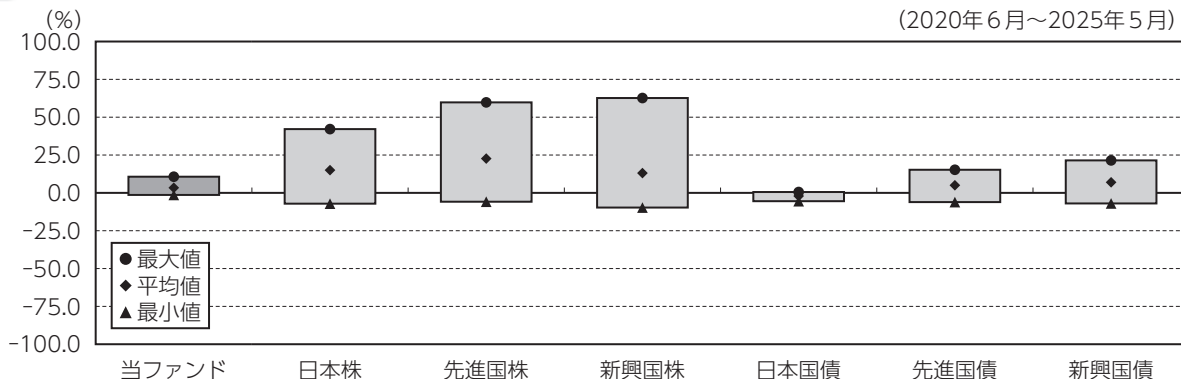 (%)
(2020年6月～2025年5月)
100.0
75.0
50.0
25.0
0.0
-25.0
-50.0
-75.0
-100.0
●最大値
◆平均値
▲最小値
当ファンド 日本株 先進国株 新興国株 日本国債 先進国債 新興国債